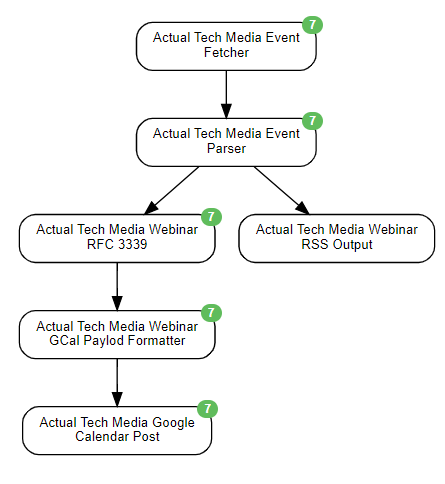 7
Actual Tech Media Event
Fetcher
7
Actual Tech Media Event
Parser
7
Actual Tech Media Webinar
RFC 3339
Actual Tech Media Webinar
RSS Output
7
Actual Tech Media Webinar
GCal Paylod Formatter
7
Actual Tech Media Google
Calendar Post